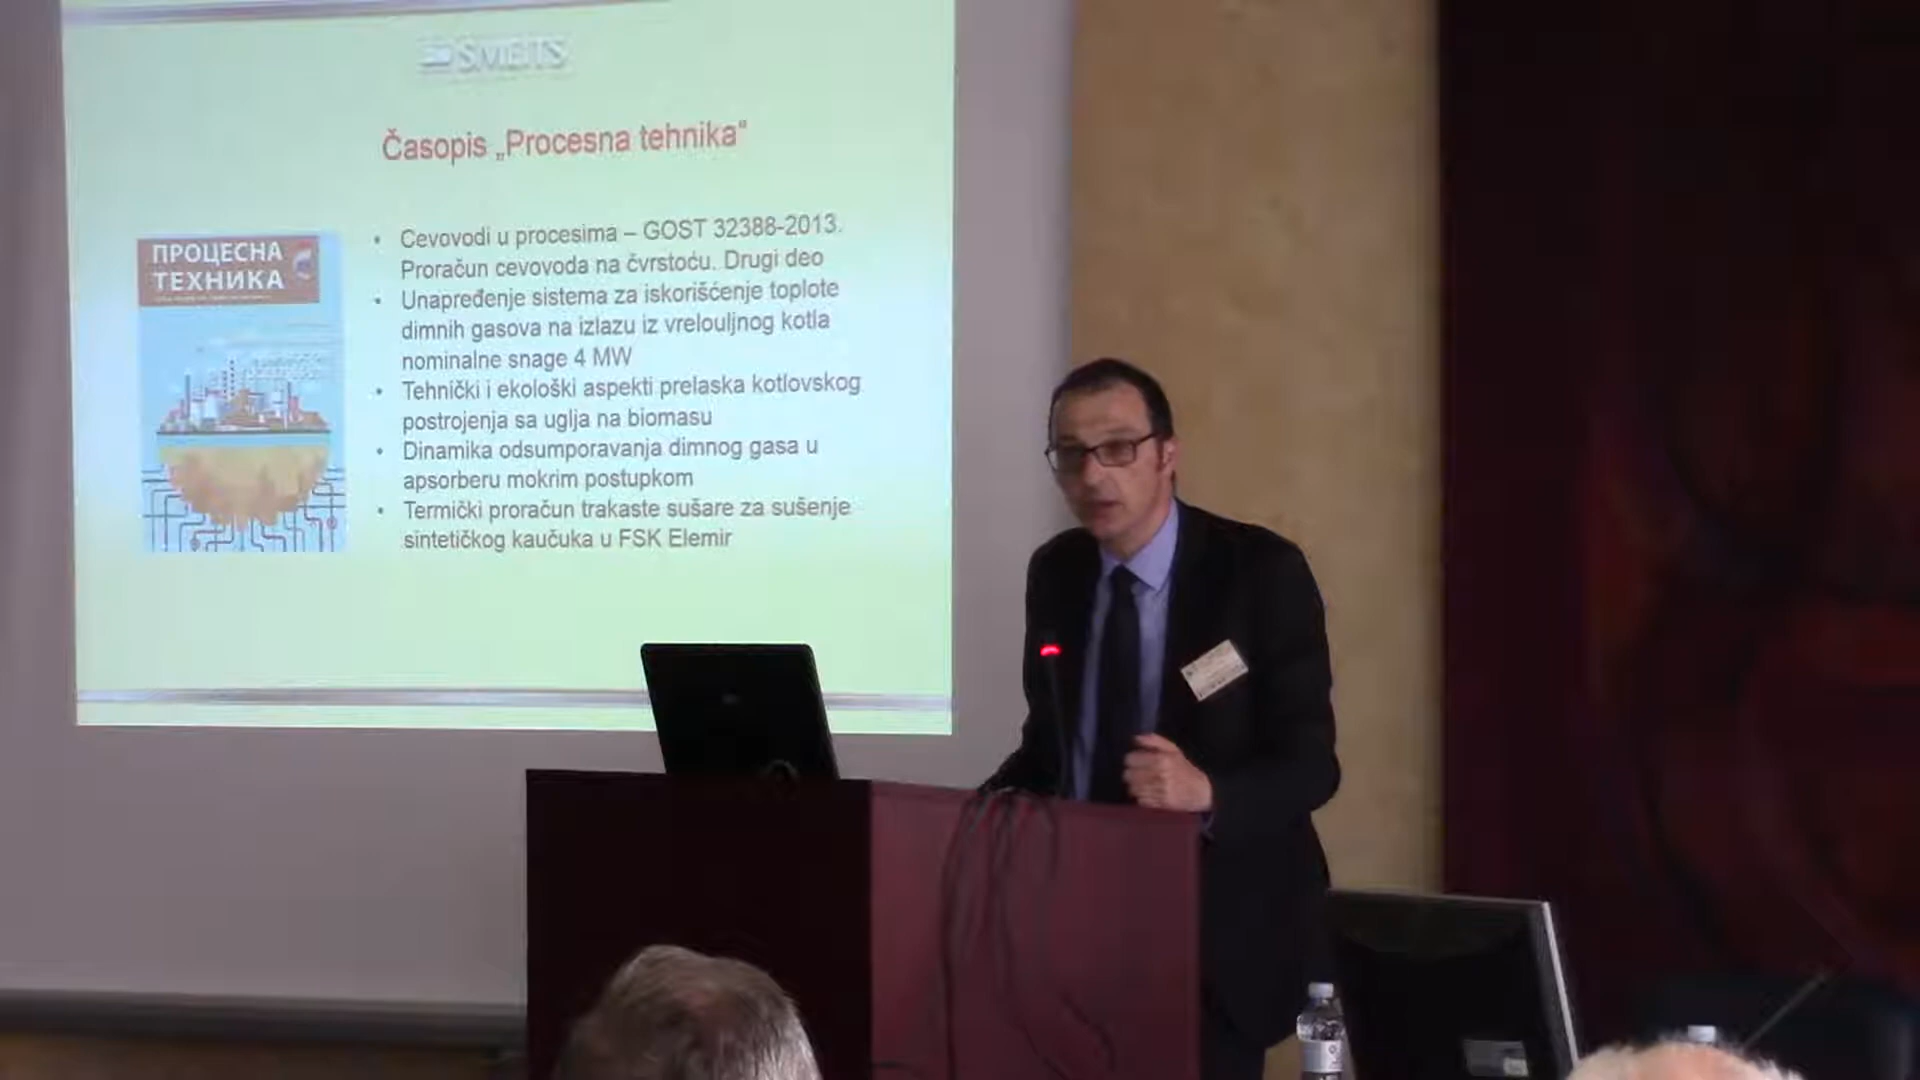 SMEITS
Časopis „Procesna tehnika“
ПРОЦЕСНА
ТЕХНИКА
• Cevovodi u procesima – GOST 32388-2013.
Proračun cevovoda na čvrstoću. Drugi deo
• Unapređenje sistema za iskorišćenje toplote
dimnih gasova na izlazu iz vrelouljnog kotla
nominalne snage 4 MW
• Tehnički i ekološki aspekti prelaska kotlovskog
postrojenja sa uglja na biomasu
• Dinamika odsumporavanja dimnog gasa u
apsorberu mokrim postupkom
• Termički proračun trakaste sušare za sušenje
sintetičkog kaučuka u FSK Elemir